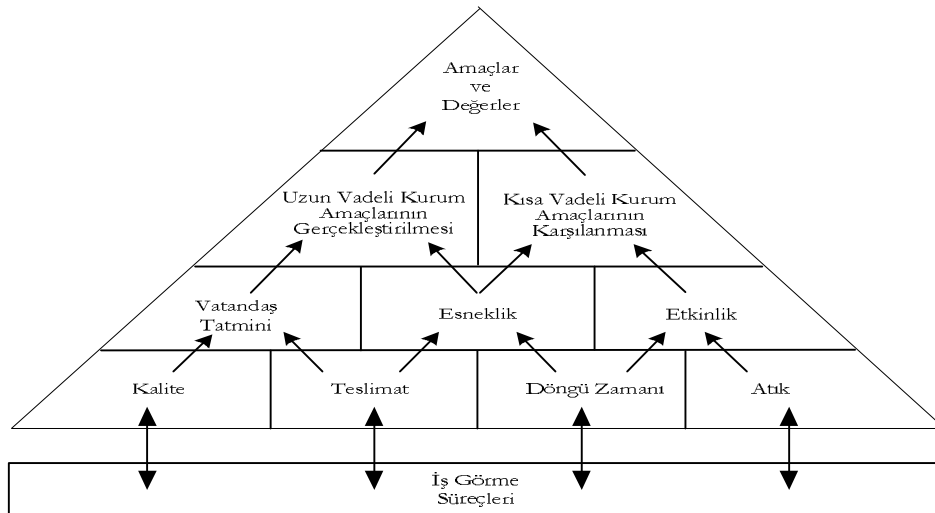 Amaçlar
ve
Değerler
Uzun Vadeli Kurum
Amaçlarının
Gerçekleştirilmesi
Kısa Vadeli Kurum
Amaçlarının
Karşılanması
Vatandaş
Tatmini
Esneklik
Etkinlik
Kalite
Teslimat
Döngü Zamanı
Atık
İş Görme
Süreçleri